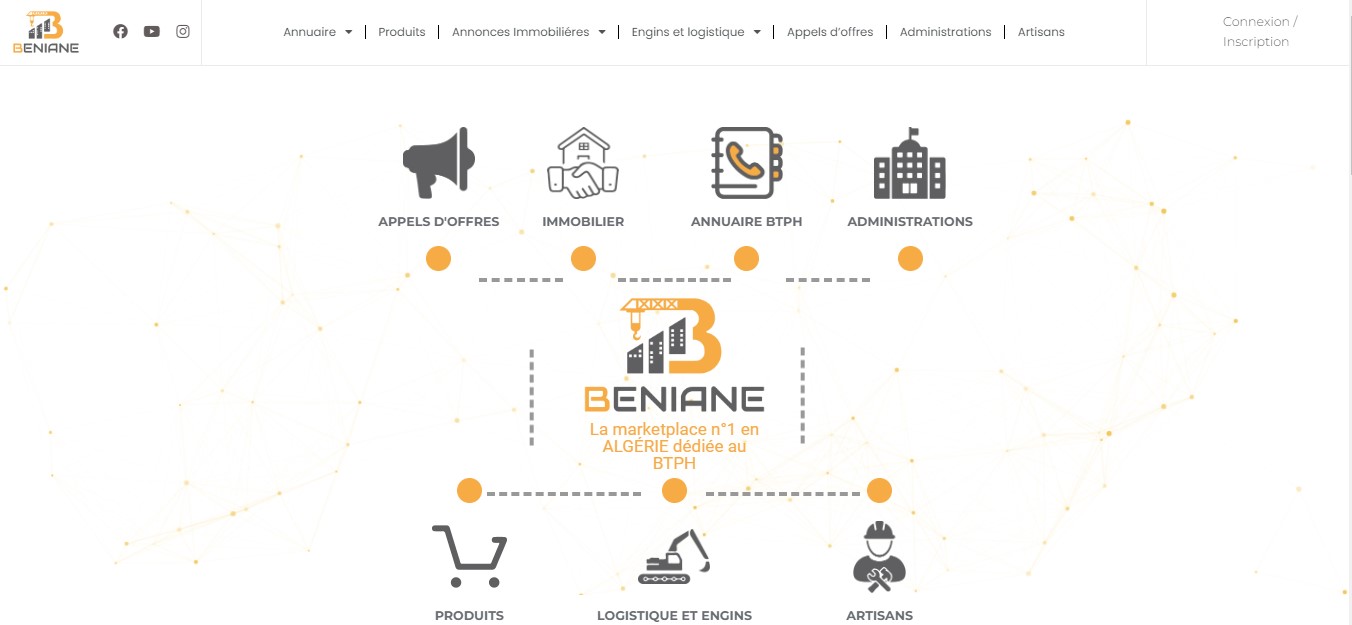 BENIANE
Annuaire
Produits
Annonces Immobiliéres
Engins et logistique
Appels d'offres
Administrations
Artisans
Connexion /
Inscription
APPELS D'OFFRES
IMMOBILIER
ANNUAIRE BTPH
ADMINISTRATIONS
BENIANE
La marketplace n°1 en
ALGÉRIE dédiée au
BTPH
PRODUITS
LOGISTIQUE ET ENGINS
ARTISANS